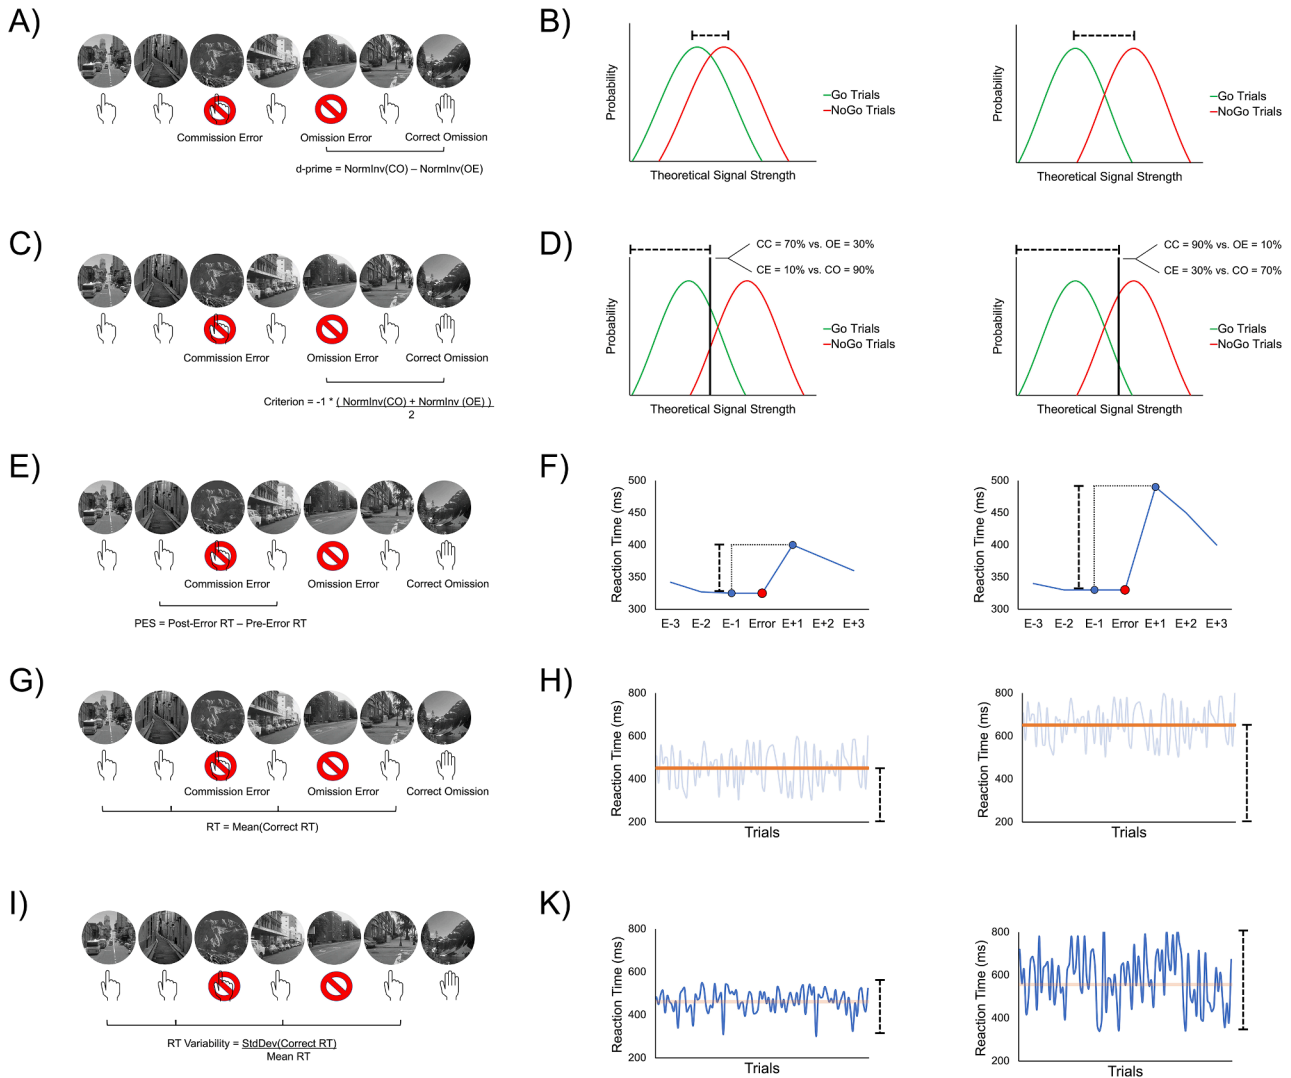 A)
Commission Error
Omission Error
Correct Omission
d-prime = NormInv(CO) – NormInv(OE)
B)
Probability
Theoretical Signal Strength
Go Trials
NoGo Trials
Probability
Theoretical Signal Strength
Go Trials
NoGo Trials
C)
Commission Error
Omission Error
Correct Omission
Criterion = -1 * ( NormInv(CO) + NormInv (OE) )
2
D)
CC = 70% vs. OE = 30%
CE = 10% vs. CO = 90%
Probability
Theoretical Signal Strength
Go Trials
NoGo Trials
CC = 90% vs. OE = 10%
CE = 30% vs. CO = 70%
Probability
Theoretical Signal Strength
Go Trials
NoGo Trials
E)
Commission Error
Omission Error
Correct Omission
PES = Post-Error RT – Pre-Error RT
F)
Reaction Time (ms)
500
450
400
350
300
E-3 E-2 E-1 Error E+1 E+2 E+3
Reaction Time (ms)
500
450
400
350
300
E-3 E-2 E-1 Error E+1 E+2 E+3
G)
Commission Error
Omission Error
Correct Omission
RT = Mean(Correct RT)
H)
Reaction Time (ms)
800
600
400
200
Trials
Reaction Time (ms)
800
600
400
200
Trials
I)
RT Variability = StdDev(Correct RT)
Mean RT
K)
Reaction Time (ms)
800
600
400
200
Trials
Reaction Time (ms)
800
600
400
200
Trials